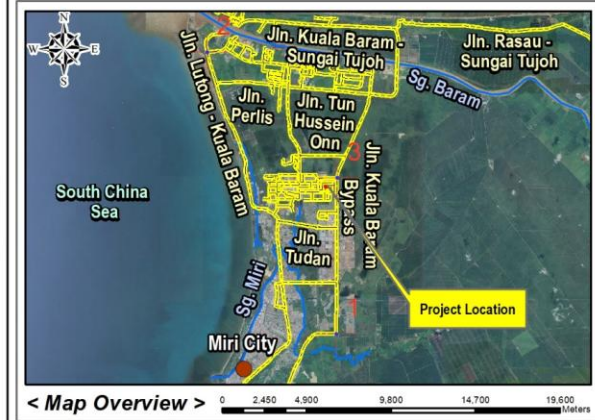 N
W
E
S
2
Jln. Kuala Baram -
Sungai Tujoh
Jln. Rasau -
Sungai Tujoh
Sg. Baram
Jln. Lutong - Kuala Baram
Jln.
Perlis
Jln. Tun
Hussein
Onn
3
Jln. Kuala Baram
Bypass
South China
Sea
Jln.
Tudan
Sg. Miri
1
Project Location
Miri City
< Map Overview >
0 2,450 4,900 9,800 14,700 19,600
Meters